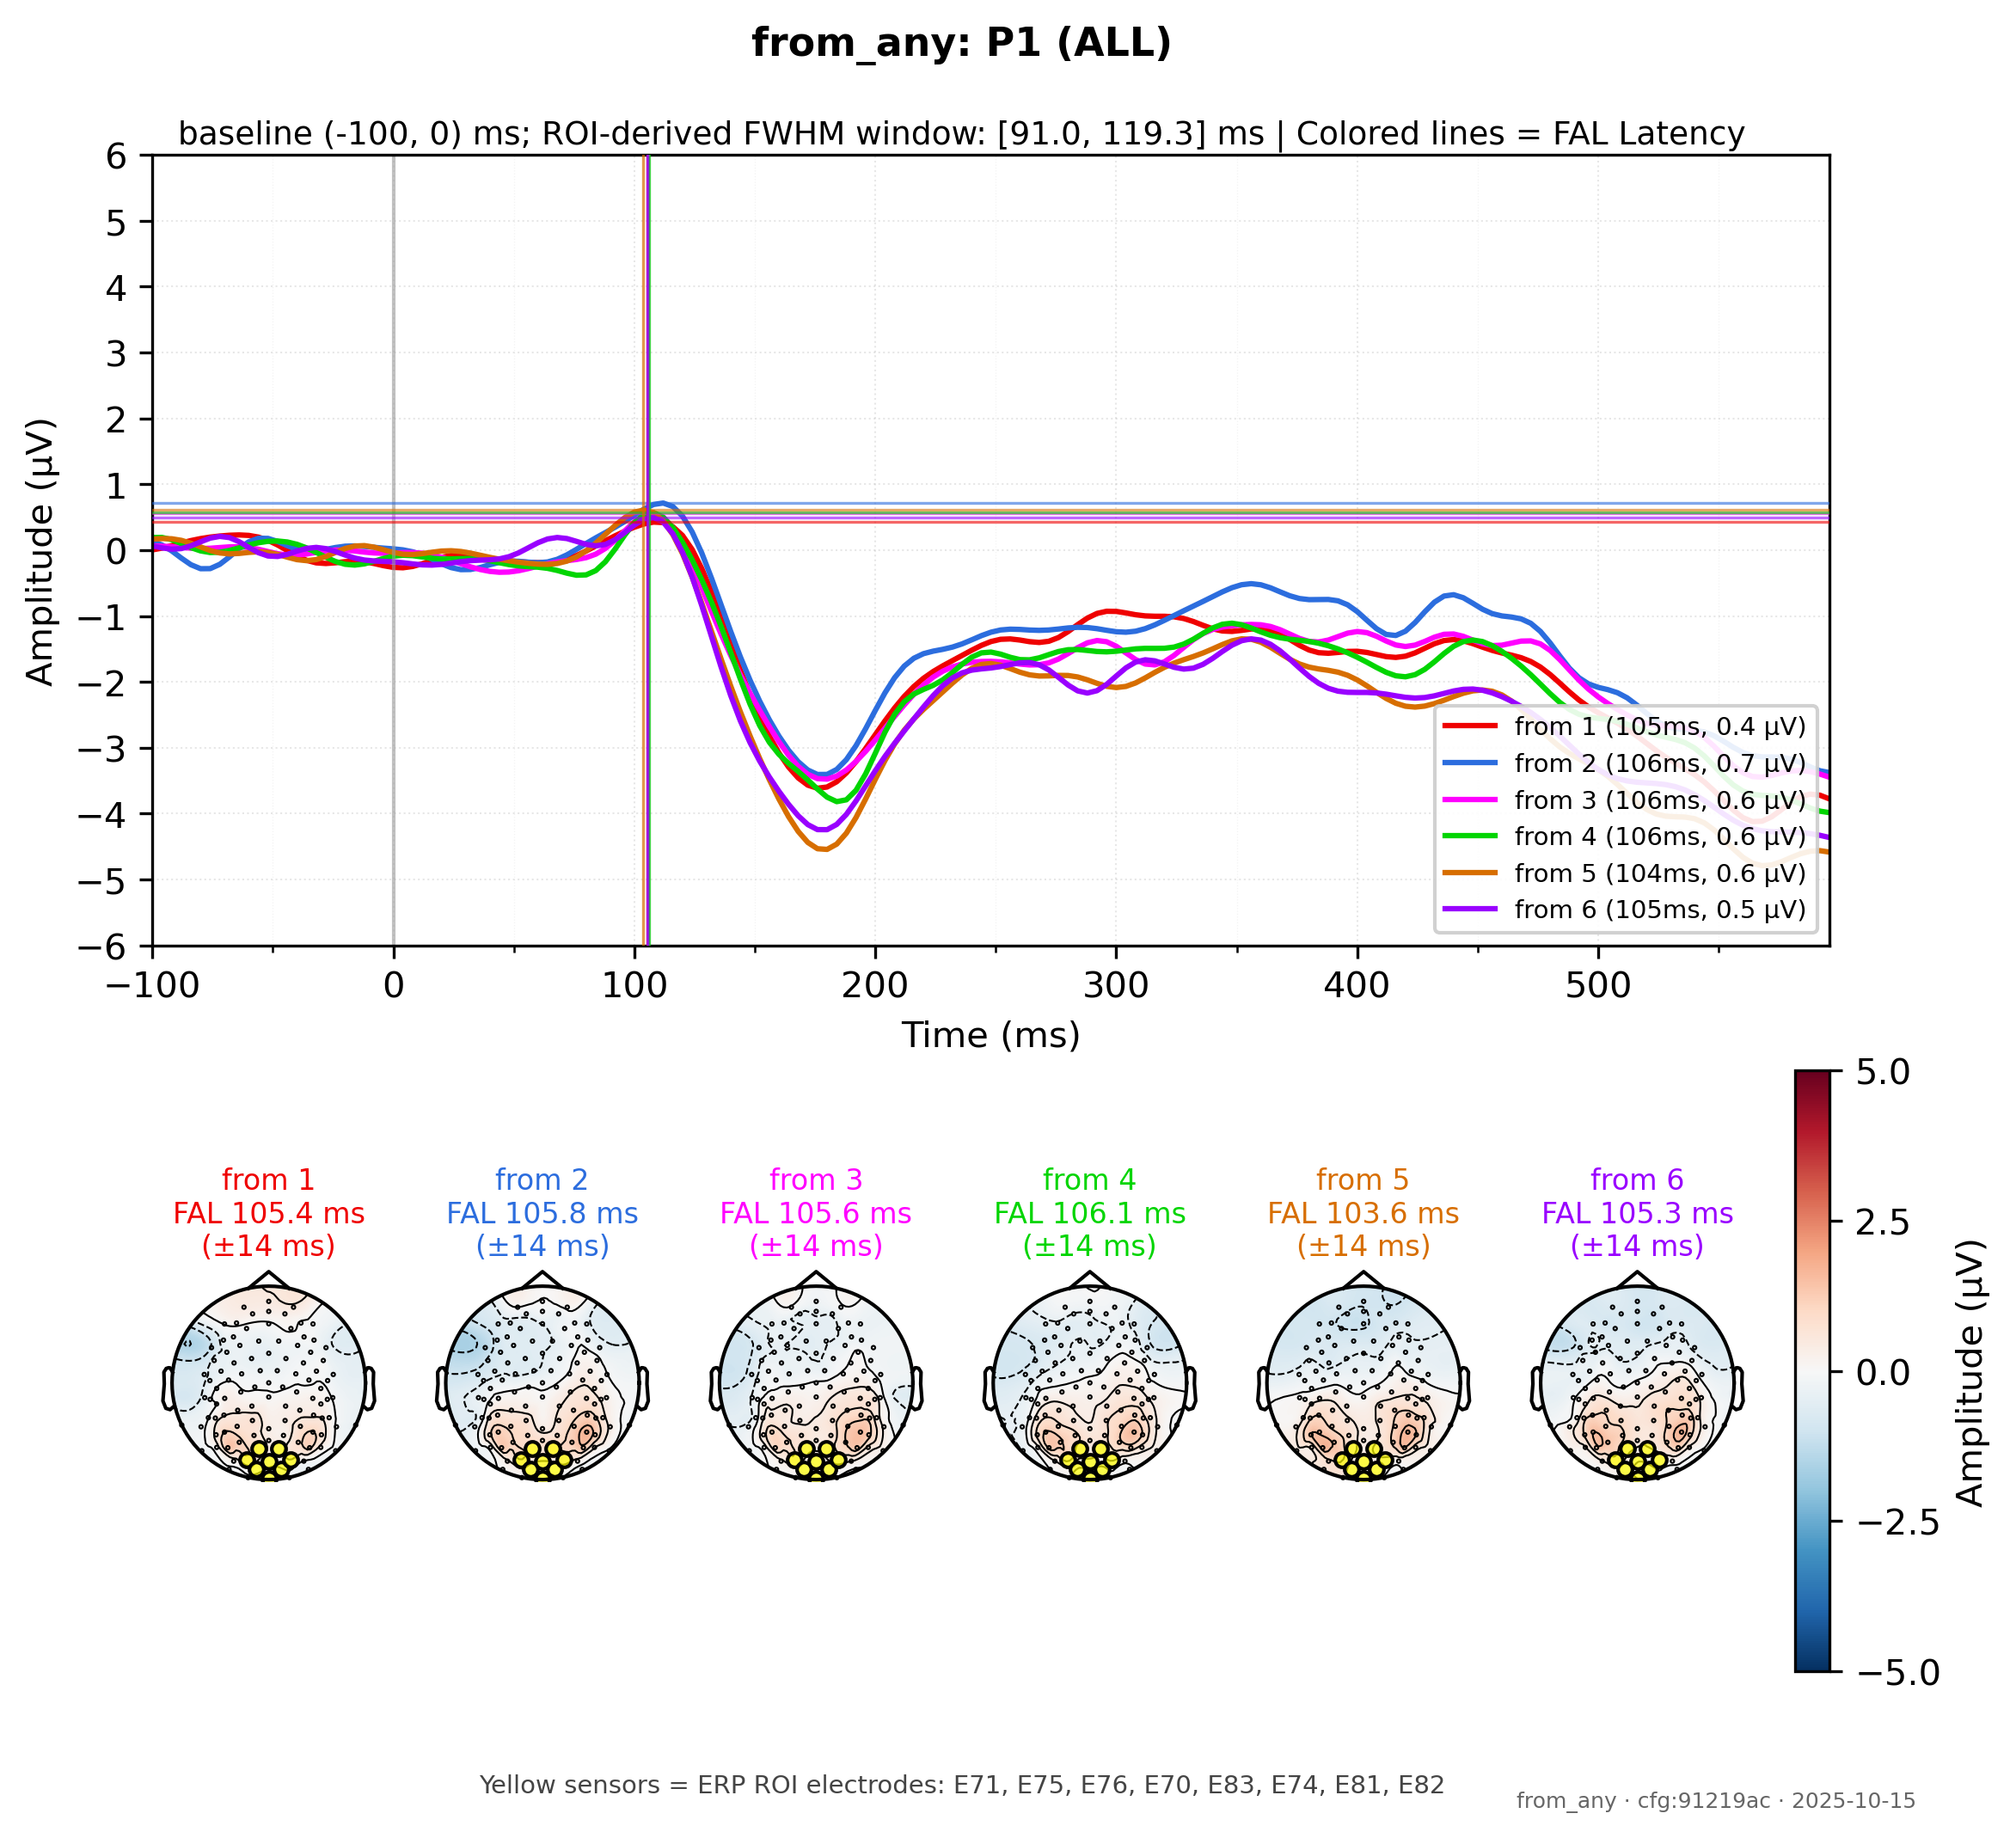 from_any: P1 (ALL)
baseline (-100, 0) ms; ROI-derived FWHM window: [91.0, 119.3] ms | Colored lines = FAL Latency
6
5
4
3
2
1
0
−1
−2
−3
−4
−5
−6
Amplitude (µV)
−100
0
100
200
300
400
500
Time (ms)
from 1 (105ms, 0.4 µV)
from 2 (106ms, 0.7 µV)
from 3 (106ms, 0.6 µV)
from 4 (106ms, 0.6 µV)
from 5 (104ms, 0.6 µV)
from 6 (105ms, 0.5 µV)
from 1
FAL 105.4 ms
(±14 ms)
from 2
FAL 105.8 ms
(±14 ms)
from 3
FAL 105.6 ms
(±14 ms)
from 4
FAL 106.1 ms
(±14 ms)
from 5
FAL 103.6 ms
(±14 ms)
from 6
FAL 105.3 ms
(±14 ms)
5.0
2.5
0.0
−2.5
−5.0
Amplitude (µV)
Yellow sensors = ERP ROI electrodes: E71, E75, E76, E70, E83, E74, E81, E82
from_any · cfg:91219ac · 2025-10-15